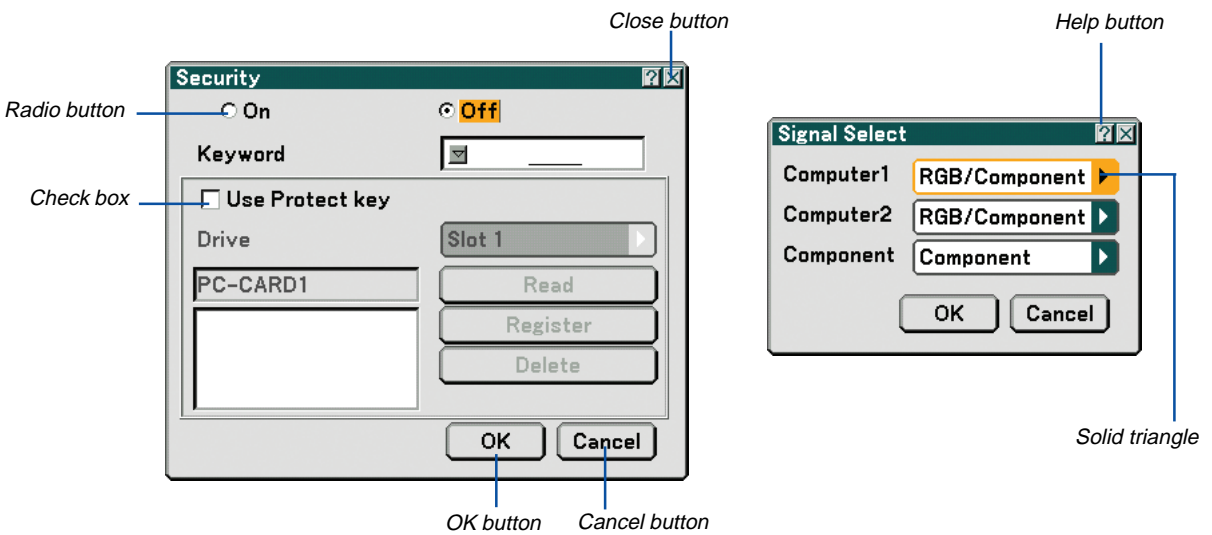 Close button
Help button
Security
Radio button
On
Off
Keyword
Check box
Use Protect key
Drive
Slot 1
PC-CARD1
Read
Register
Delete
OK
Cancel
OK button
Cancel button
Signal Select
Computer1
RGB/Component
Computer2
RGB/Component
Component
Component
OK
Cancel
Solid triangle